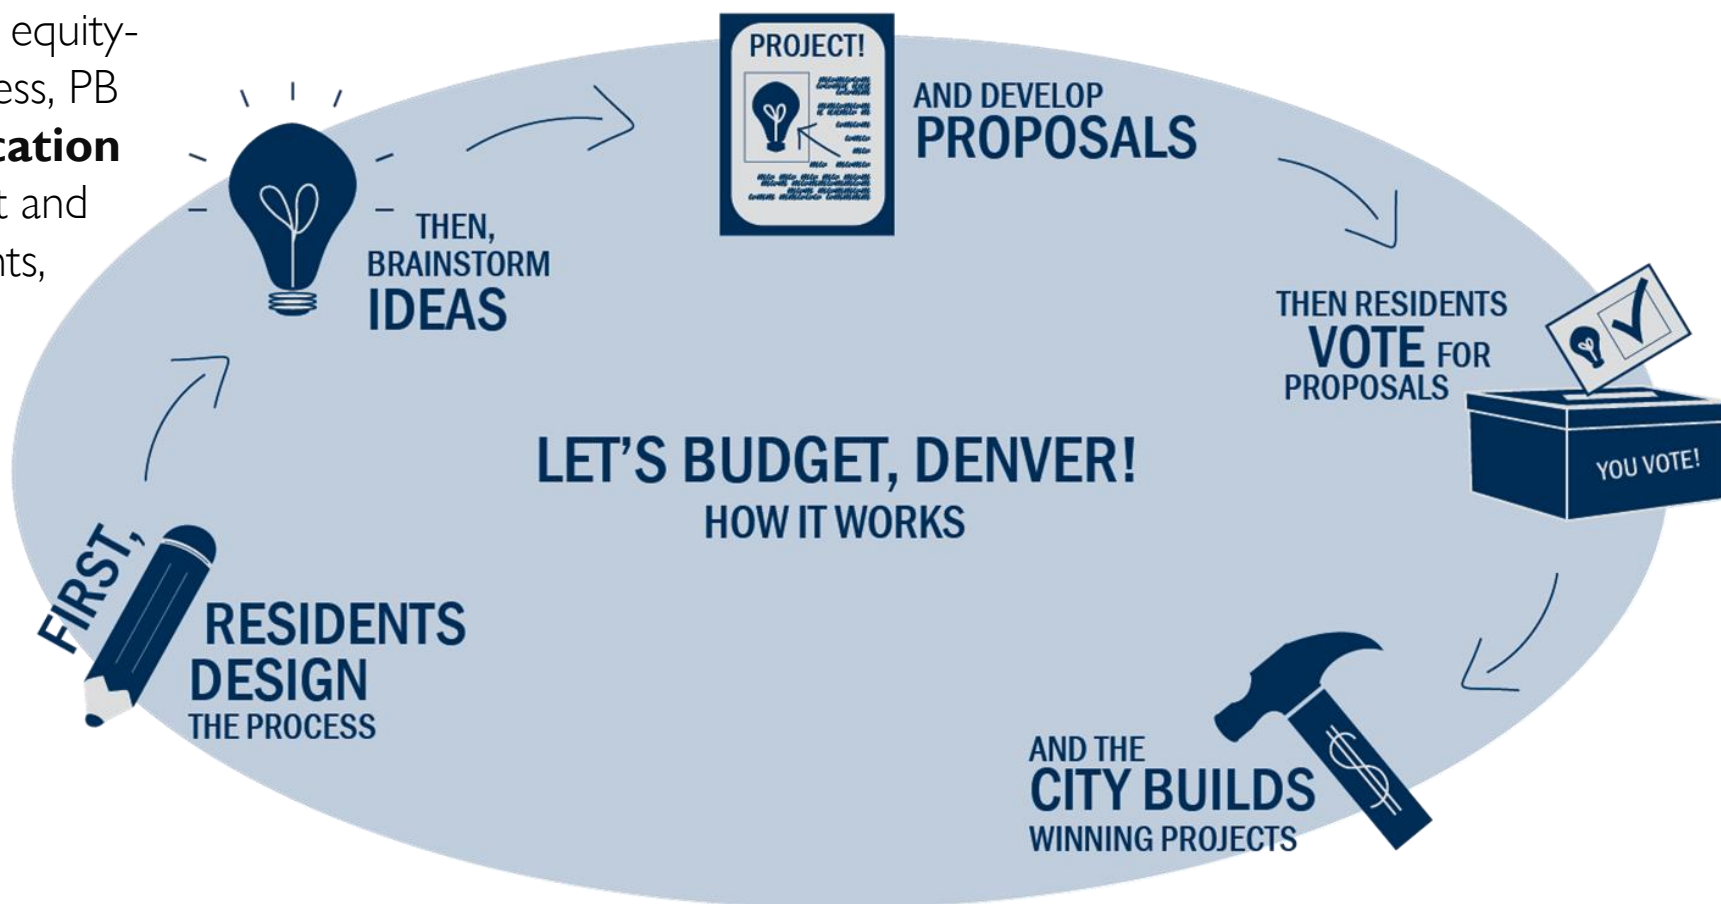 equity-
ess, PB
cation
t and
nts,
PROJECT!
AND DEVELOP
PROPOSALS
THEN,
BRAINSTORM
IDEAS
THEN RESIDENTS
VOTE FOR
PROPOSALS
YOU VOTE!
LET'S BUDGET, DENVER!
HOW IT WORKS
FIRST,
RESIDENTS
DESIGN
THE PROCESS
AND THE
CITY BUILDS
WINNING PROJECTS
$